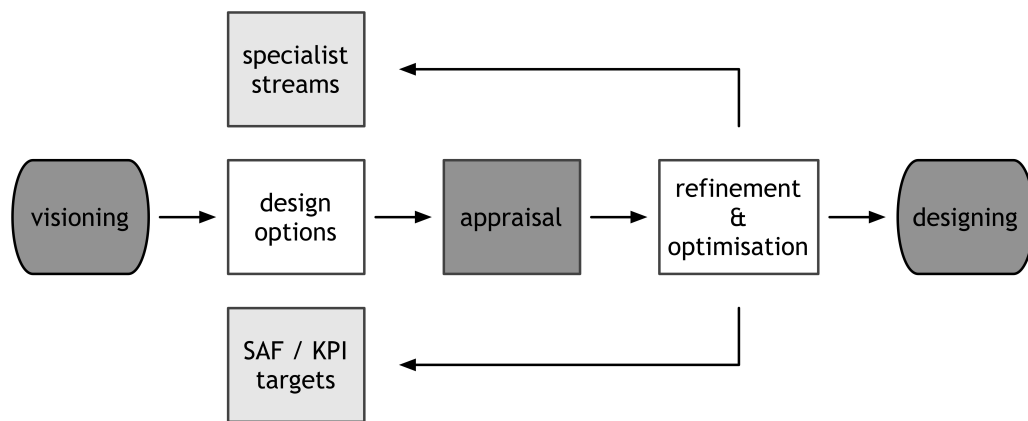 specialist
streams
visioning
design
options
appraisal
refinement
&
optimisation
designing
SAF / KPI
targets